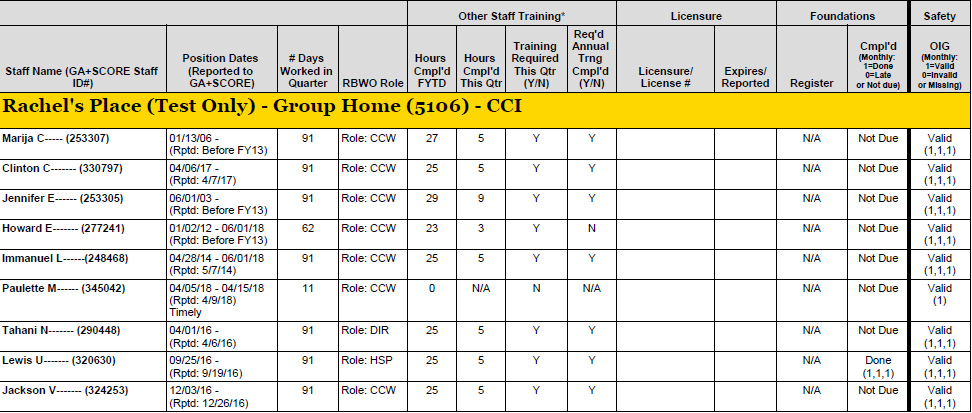 Other Staff Training* Licensure Foundations Safety
Staff Name (GA+SCORE Staff ID#) Position Dates (Reported to GA+SCORE) # Days Worked in Quarter RBWO Role Hours Cmpl'd FYTD Hours Cmpl'd This Qtr Training Required This Qtr (Y/N) Req'd Annual Trng Cmpl'd (Y/N) Licensure/ License # Expires/ Reported Register Cmpl'd (Monthly: 1=Done 0=Late or Not due) OIG (Monthly: 1=Valid 0=Invalid or Missing)
Rachel's Place (Test Only) - Group Home (5106) - CCI
Marija C----- (253307) 01/13/06 - 91 Role: CCW 27 5 Y Y N/A Not Due Valid
(Rptd: Before FY13) (1,1,1)
Clinton C------- (330797) 04/06/17 - 91 Role: CCW 25 5 Y Y N/A Not Due Valid
(Rptd: 4/7/17) (1,1,1)
Jennifer E------ (253305) 06/01/03 - 91 Role: CCW 29 9 Y Y N/A Not Due Valid
(Rptd: Before FY13) (1,1,1)
Howard E------- (277241) 01/02/12 - 06/01/18 62 Role: CCW 23 3 Y N N/A Not Due Valid
(Rptd: Before FY13) (1,1,1)
Immanuel L------(248468) 04/28/14 - 06/01/18 91 Role: CCW 25 5 Y Y N/A Not Due Valid
(Rptd: 5/7/14) (1,1,1)
Paulette M------ (345042) 04/05/18 - 04/15/18 11 Role: CCW 0 N/A N N/A N/A Not Due Valid
(Rptd: 4/9/18) (1)
Timely
Tahani N------- (290448) 04/01/16 - 91 Role: DIR 25 5 Y Y N/A Not Due Valid
(Rptd: 4/6/16) (1,1,1)
Lewis U------- (320630) 09/25/16 - 91 Role: HSP 25 5 Y Y N/A Done Valid
(Rptd: 9/19/16) (1,1,1) (1,1,1)
Jackson V------- (324253) 12/03/16 - 91 Role: CCW 25 5 Y Y N/A Not Due Valid
(Rptd: 12/26/16) (1,1,1)